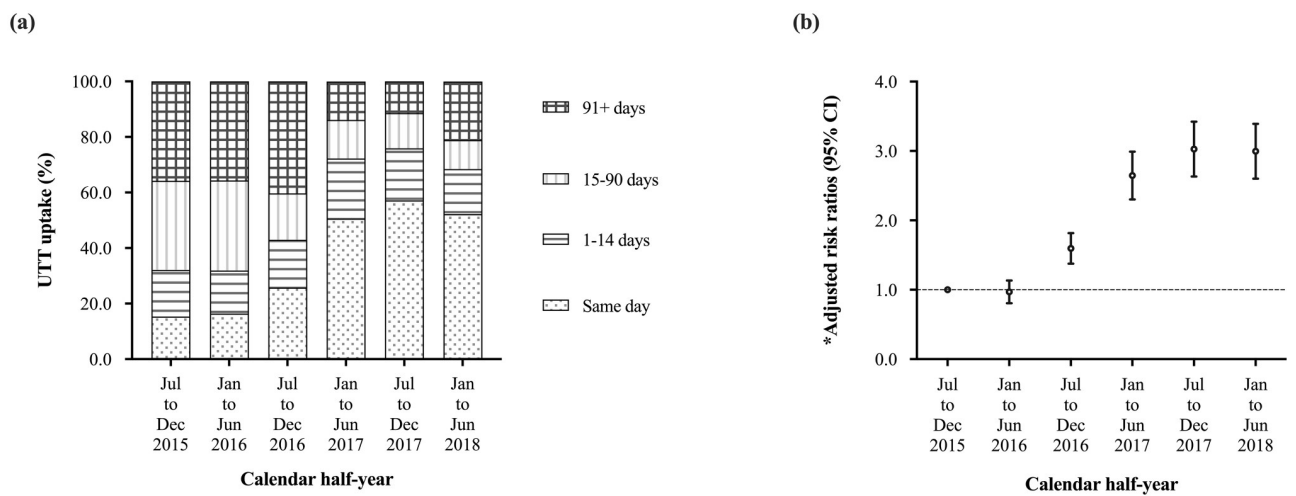 (a)
UTT uptake (%)
100.0
80.0
60.0
40.0
20.0
0.0
Jul
to
Dec
2015
Jan
to
Jun
2016
Jul
to
Dec
2016
Jan
to
Jun
2017
Jul
to
Dec
2017
Jan
to
Jun
2018
Calendar half-year
91+ days
15-90 days
1-14 days
Same day
(b)
*Adjusted risk ratios (95% CI)
4.0
3.0
2.0
1.0
0.0
Jul
to
Dec
2015
Jan
to
Jun
2016
Jul
to
Dec
2016
Jan
to
Jun
2017
Jul
to
Dec
2017
Jan
to
Jun
2018
Calendar half-year